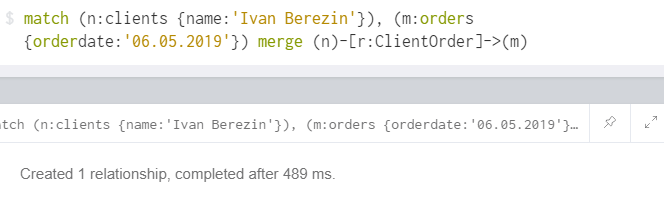 $ match (n:clients {name:'Ivan Berezin'}), (m:orders
{orderdate:'06.05.2019'}) merge (n)-[r:ClientOrder]->(m)
tch (n:clients {name:'Ivan Berezin'}), (m:orders {orderdate:'06.05.2019'}…
Created 1 relationship, completed after 489 ms.